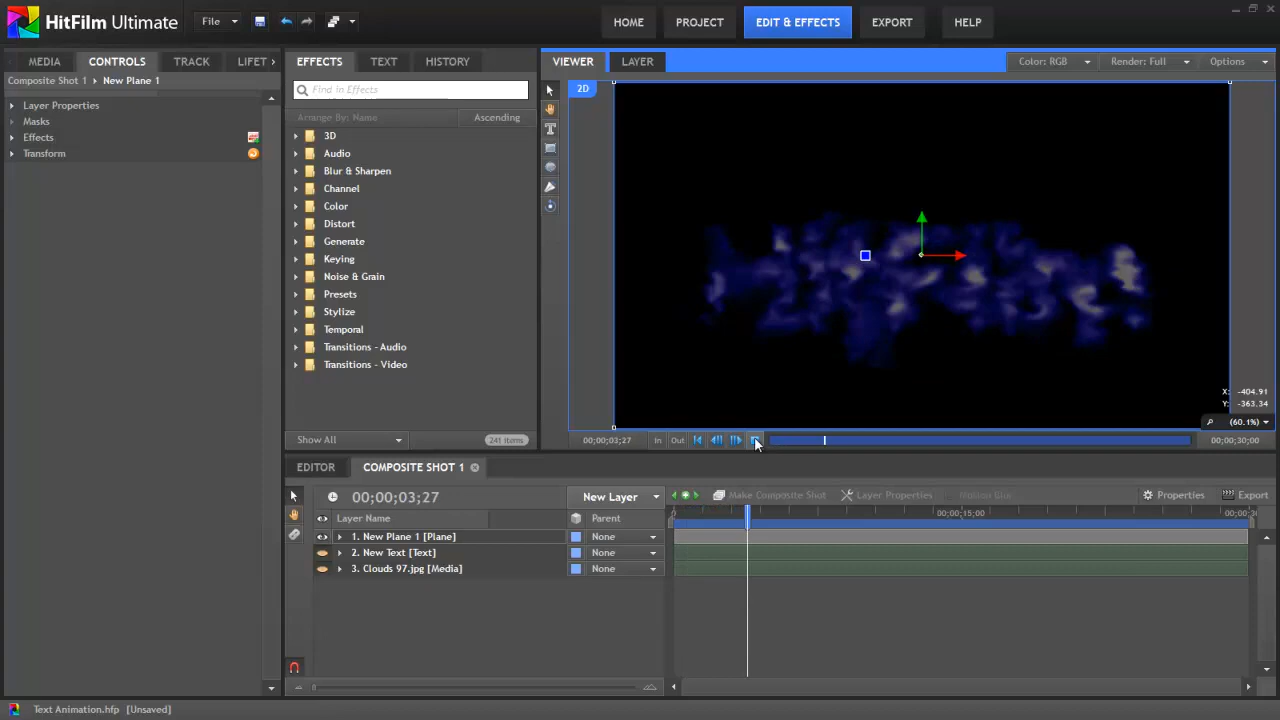 HitFilm Ultimate
File
HOME
PROJECT
EDIT & EFFECTS
EXPORT
HELP
MEDIA
CONTROLS
TRACK
LIFET
EFFECTS
TEXT
HISTORY
VIEWER
LAYER
Color: RGB
Render: Full
Options
Composite Shot 1 New Plane 1
Layer Properties
Masks
Effects
Transform
Find in Effects
Arrange By: Name
Ascending
3D
Audio
Blur & Sharpen
Channel
Color
Distort
Generate
Keying
Noise & Grain
Presets
Stylize
Temporal
Transitions - Audio
Transitions - Video
Show All
241 items
2D
X: -404.91
Y: -363.34
(60.1%)
00;00;03;27
In
Out
00;00;30;00
EDITOR
COMPOSITE SHOT 1
00;00;03;27
New Layer
Make Composite Shot
Layer Properties
Motion Blur
Properties
Export
Layer Name
Parent
0
00;00;15;00
00;00;30
1. New Plane 1 [Plane]
None
2. New Text [Text]
None
3. Clouds 97.jpg [Media]
None
Text Animation.hfp [Unsaved]